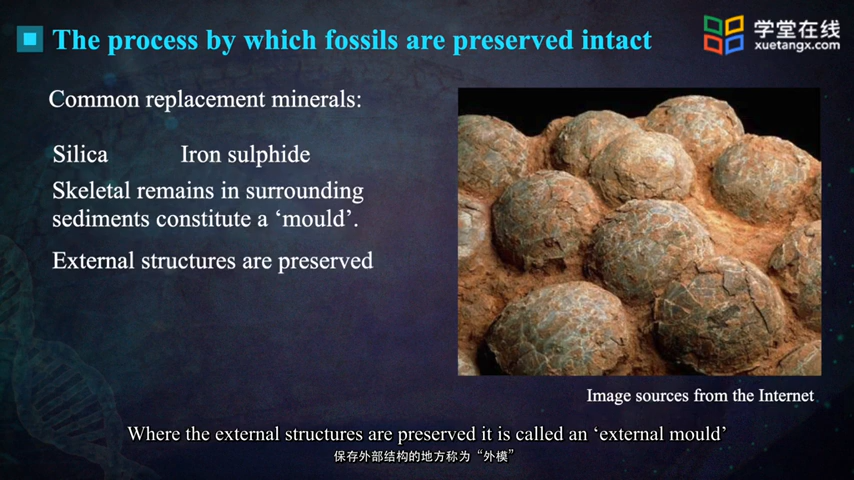 The process by which fossils are preserved intact
学堂在线
xuetangx.com
Common replacement minerals:
Silica Iron sulphide
Skeletal remains in surrounding
sediments constitute a ‘mould’.
External structures are preserved
Image sources from the Internet
Where the external structures are preserved it is called an ‘external mould’
保存外部结构的地方称为“外模”